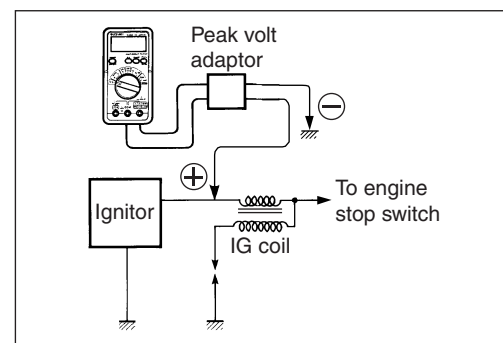 Peak volt
adaptor
−
+
Ignitor
IG coil
To engine
stop switch